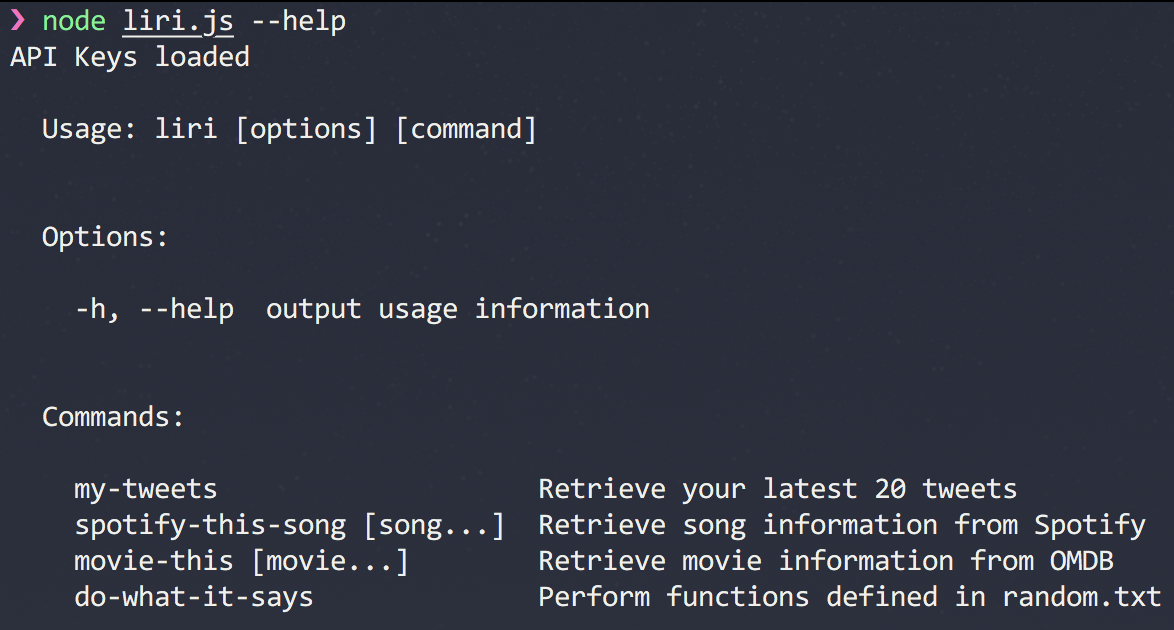 ❯ node liri.js --help
API Keys loaded
Usage: liri [options] [command]
Options:
-h, --help  output usage information
Commands:
my-tweets                    Retrieve your latest 20 tweets
spotify-this-song [song...]  Retrieve song information from Spotify
movie-this [movie...]        Retrieve movie information from OMDB
do-what-it-says              Perform functions defined in random.txt